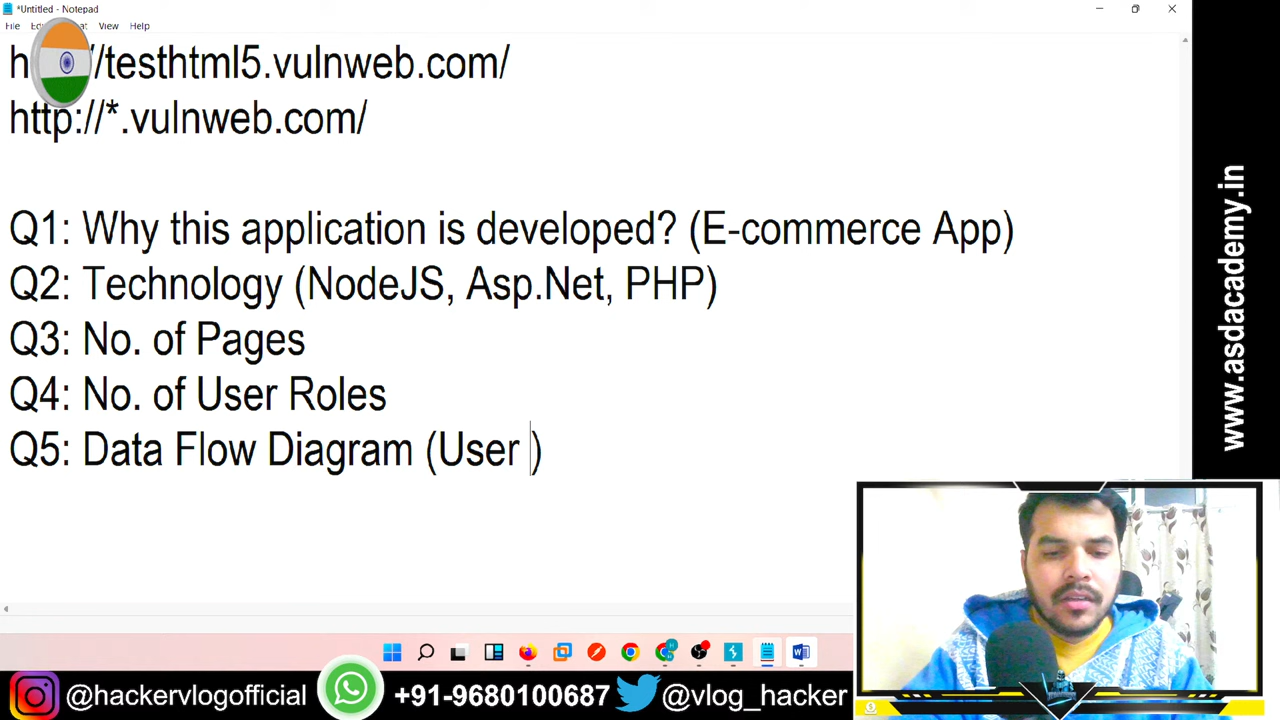 *Untitled - Notepad
File
View
Help
//testhtml5.vulnweb.com/
http://*.vulnweb.com/
Q1: Why this application is developed? (E-commerce App)
Q2: Technology (NodeJS, Asp.Net, PHP)
Q3: No. of Pages
Q4: No. of User Roles
Q5: Data Flow Diagram (User )
www.asdacademy.in
@hackervlogofficial
+91-9680100687
@vlog_hacker